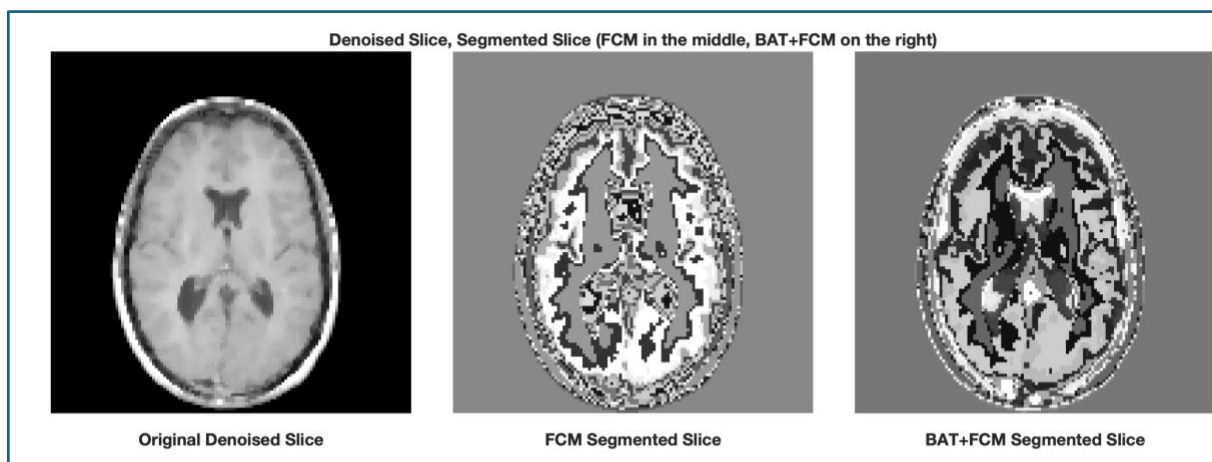 Denoised Slice, Segmented Slice (FCM in the middle, BAT+FCM on the right)
Original Denoised Slice
FCM Segmented Slice
BAT+FCM Segmented Slice